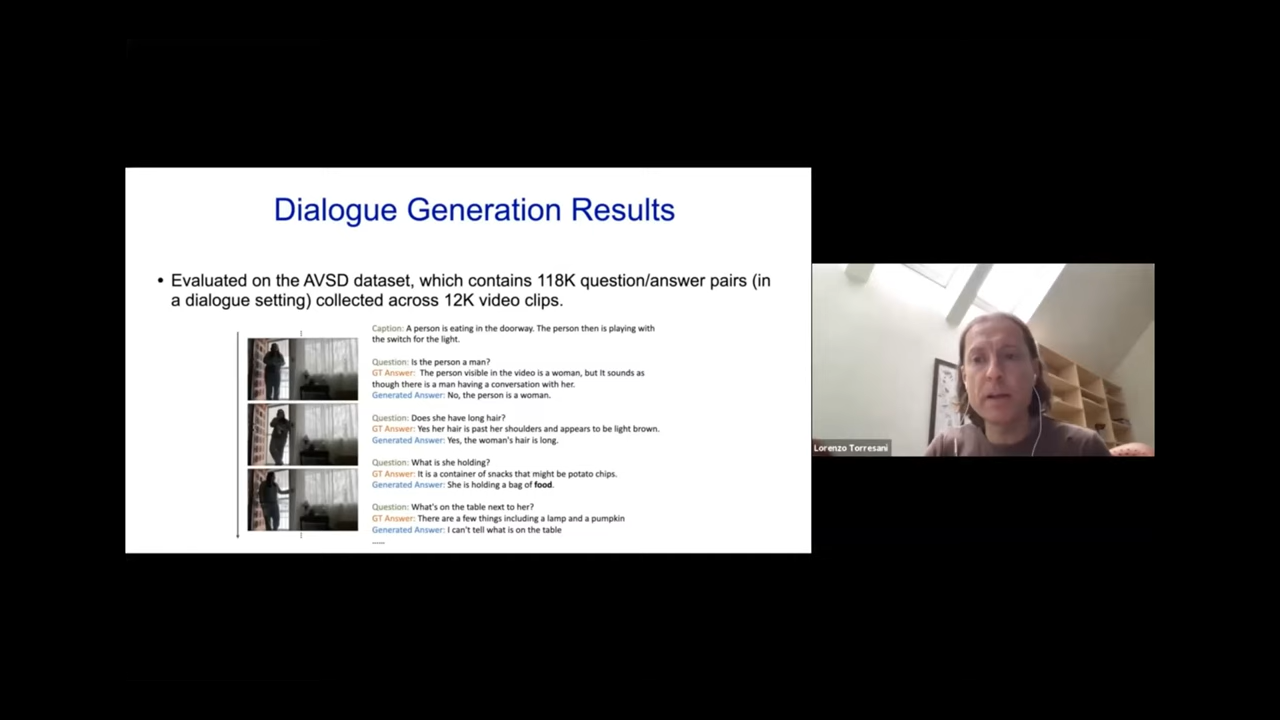 Dialogue Generation Results
• Evaluated on the AVSD dataset, which contains 118K question/answer pairs (in
a dialogue setting) collected across 12K video clips.
Caption: A person is eating in the doorway. The person then is playing with
the switch for the light.
Question: Is the person a man?
GT Answer: The person visible in the video is a woman, but It sounds as
though there is a man having a conversation with her.
Generated Answer: No, the person is a woman.
Question: Does she have long hair?
GT Answer: Yes her hair is past her shoulders and appears to be light brown.
Generated Answer: Yes, the woman's hair is long.
Question: What is she holding?
GT Answer: It is a container of snacks that might be potato chips.
Generated Answer: She is holding a bag of food.
Question: What's on the table next to her?
GT Answer: There are a few things including a lamp and a pumpkin
Generated Answer: I can't tell what is on the table
......
Lorenzo Torresani